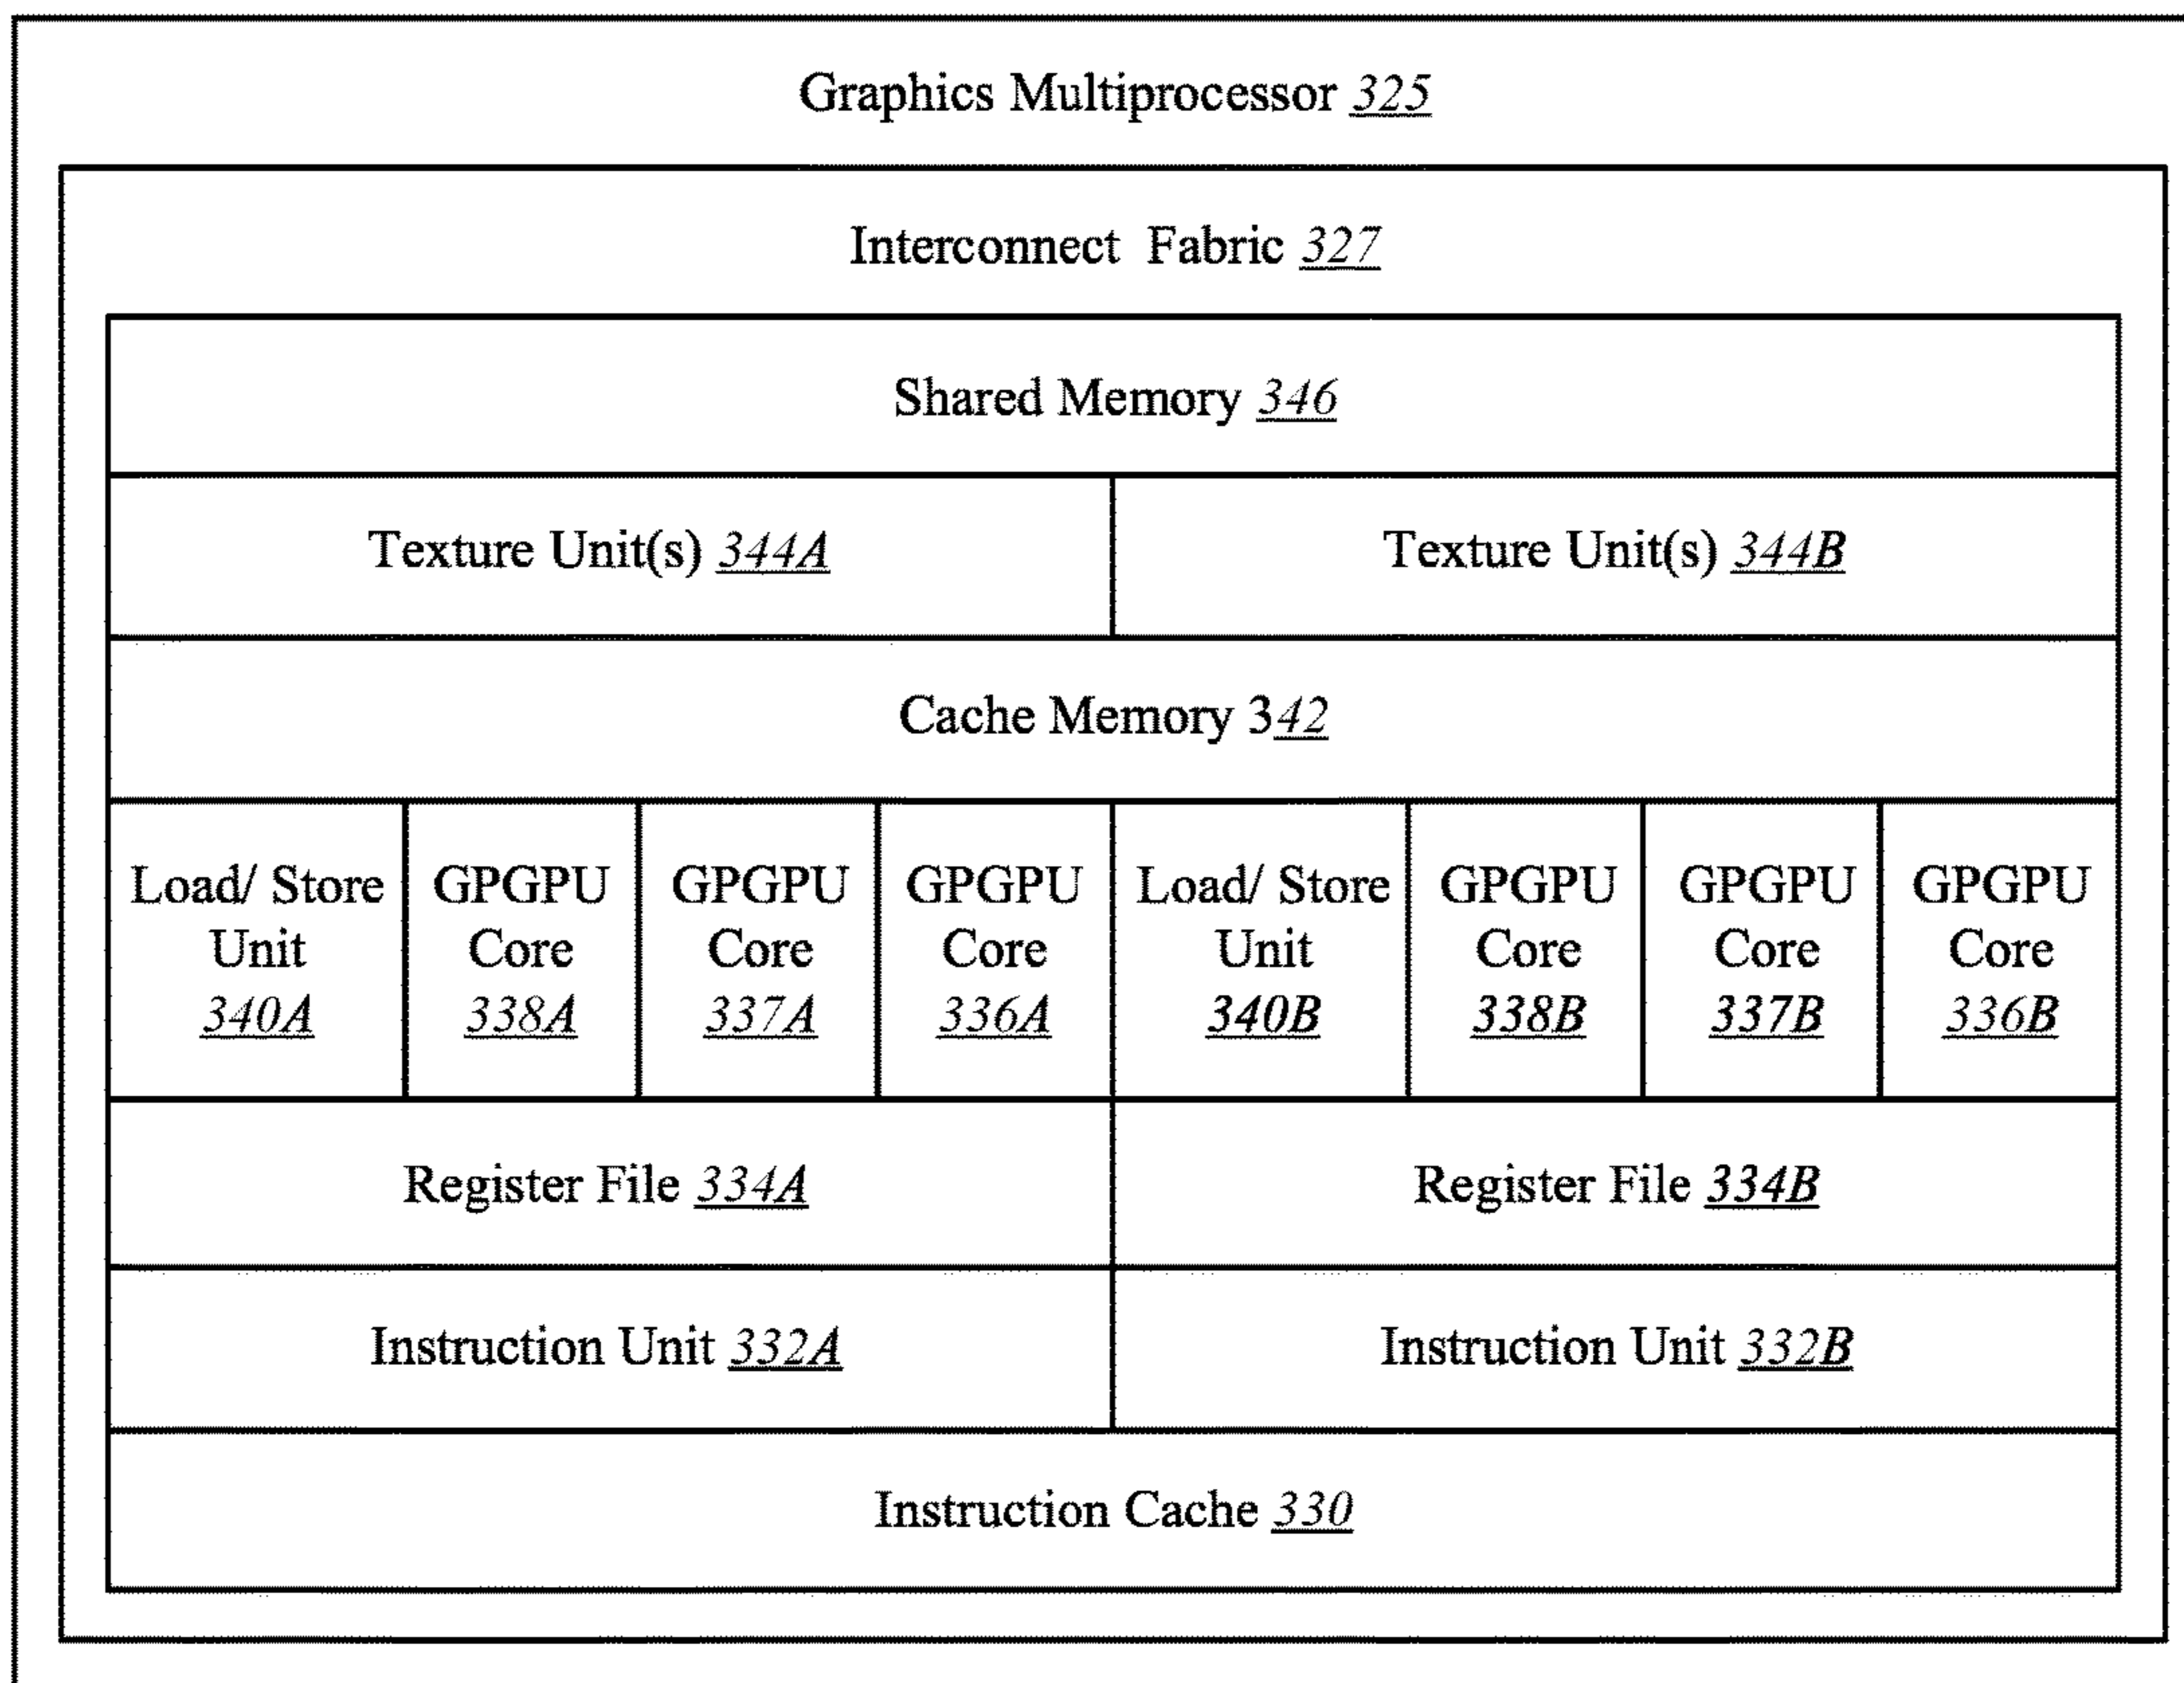 Graphics Multiprocessor 325
Interconnect Fabric 327
Shared Memory 346
Texture Unit(s) 344A
Texture Unit(s) 344B
Cache Memory 342
Load/ Store
Unit
340A
GPGPU
Core
338A
GPGPU
Core
337A
GPGPU
Core
336A
Load/ Store
Unit
340B
GPGPU
Core
338B
GPGPU
Core
337B
GPGPU
Core
336B
Register File 334A
Register File 334B
Instruction Unit 332A
Instruction Unit 332B
Instruction Cache 330